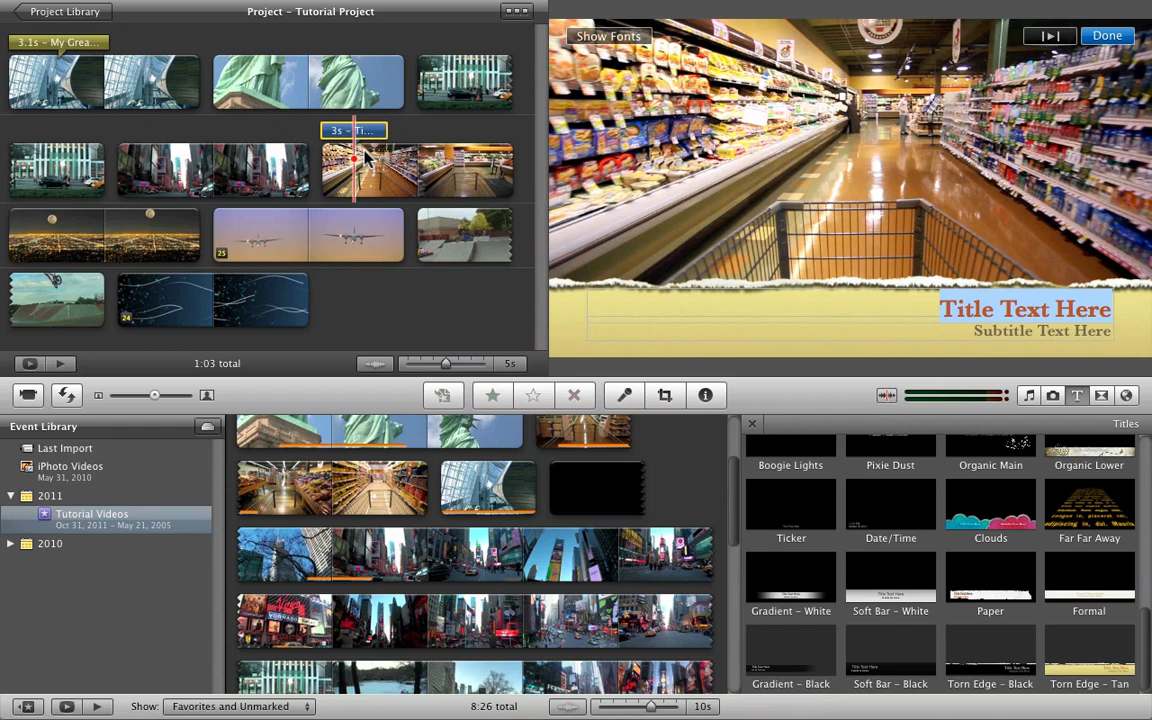 Project Library
Project - Tutorial Project
Show Fonts
Done
3.1s - My Grea...
3s - Ti...
25
24
Title Text Here
Subtitle Text Here
1:03 total
5s
Event Library
Last Import
iPhoto Videos
May 31, 2010
2011
Tutorial Videos
Oct 31, 2011 - May 21, 2005
2010
Titles
Boogie Lights
Pixie Dust
Organic Main
Organic Lower
Ticker
Date/Time
Clouds
Far Far Away
Gradient - White
Soft Bar - White
Paper
Formal
Gradient - Black
Soft Bar - Black
Torn Edge - Black
Torn Edge - Tan
Show:
Favorites and Unmarked
8:26 total
10s